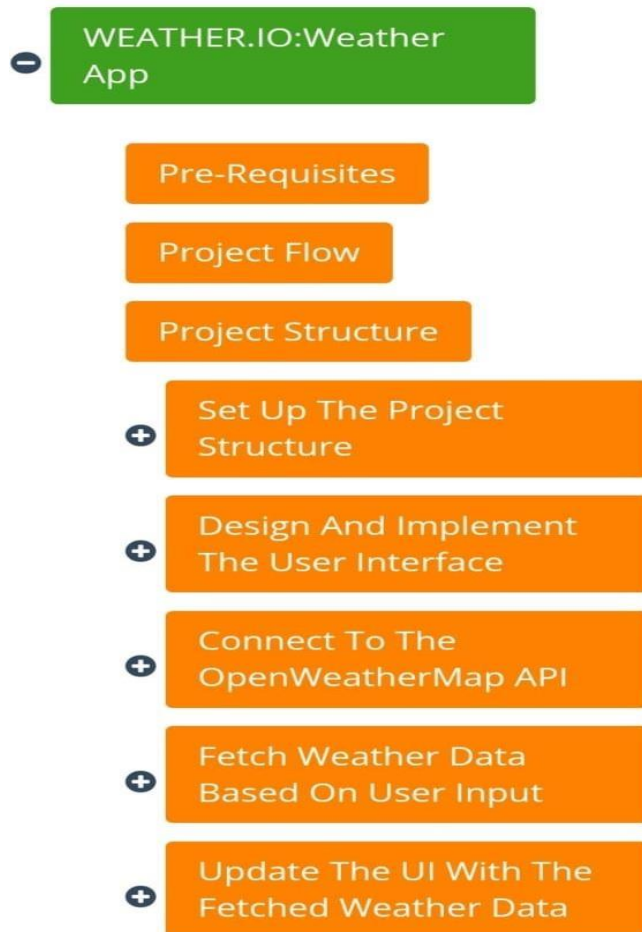 WEATHER.IO:Weather
App
Pre-Requisites
Project Flow
Project Structure
Set Up The Project
Structure
Design And Implement
The User Interface
Connect To The
OpenWeatherMap API
Fetch Weather Data
Based On User Input
Update The UI With The
Fetched Weather Data